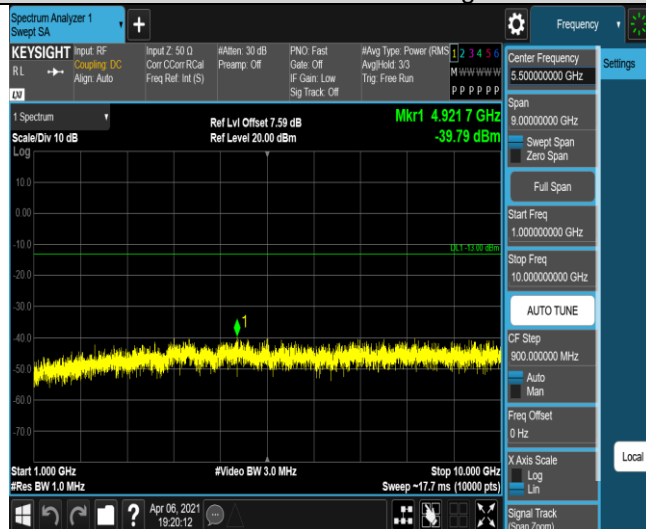 Spectrum Analyzer 1
Swept SA
Frequency
KEYSIGHT
RL
Input: RF
Coupling: DC
Align: Auto
Input Z: 50 Ω
Corr CCorr RCal
Freq Ref: Int (S)
#Atten: 30 dB
Preamp: Off
PNO: Fast
Gate: Off
IF Gain: Low
Sig Track: Off
#Avg Type: Power (RMS
Avg|Hold: 3/3
Trig: Free Run
1 2 3 4 5 6
M W W W W W
P P P P P P
LXI
1 Spectrum
Scale/Div 10 dB
Log
Ref Lvl Offset 7.59 dB
Ref Level 20.00 dBm
Mkr1 4.921 7 GHz
-39.79 dBm
10.0
0.00
-10.0
DL1 -13.00 dBm
-20.0
-30.0
1
-40.0
-50.0
-60.0
-70.0
Start 1.000 GHz
#Res BW 1.0 MHz
#Video BW 3.0 MHz
Stop 10.000 GHz
Sweep ~17.7 ms (10000 pts)
Apr 06, 2021
19:20:12
Center Frequency
5.500000000 GHz
Settings
Span
9.00000000 GHz
Swept Span
Zero Span
Full Span
Start Freq
1.000000000 GHz
Stop Freq
10.000000000 GHz
AUTO TUNE
CF Step
900.000000 MHz
Auto
Man
Freq Offset
0 Hz
X Axis Scale
Log
Lin
Local
Signal Track
(Span Zoom)